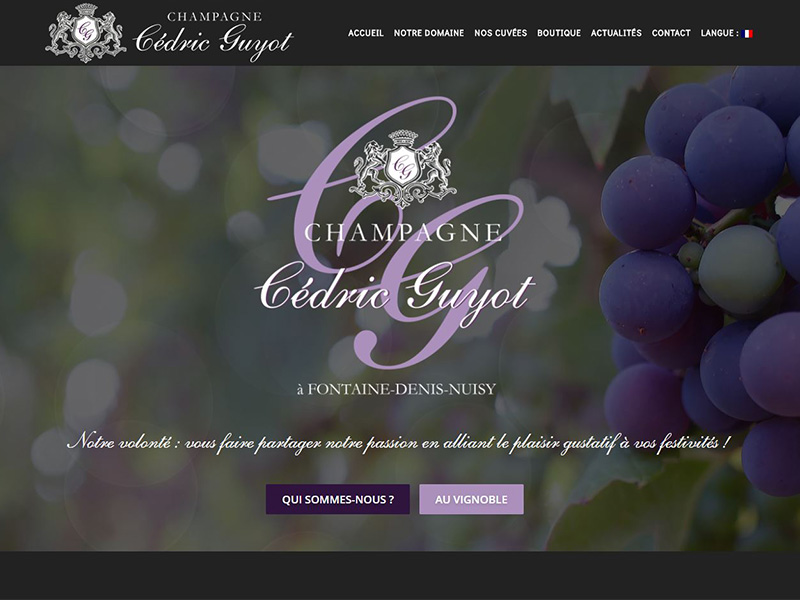 CHAMPAGNE
Cédric Guyot
CG
ACCUEIL NOTRE DOMAINE NOS CUVÉES BOUTIQUE ACTUALITÉS CONTACT LANGUE :
CG
CG
CHAMPAGNE
Cédric Guyot
à FONTAINE-DENIS-NUISY
Notre volonté : vous faire partager notre passion en alliant le plaisir gustatif à vos festivités !
QUI SOMMES-NOUS ? AU VIGNOBLE